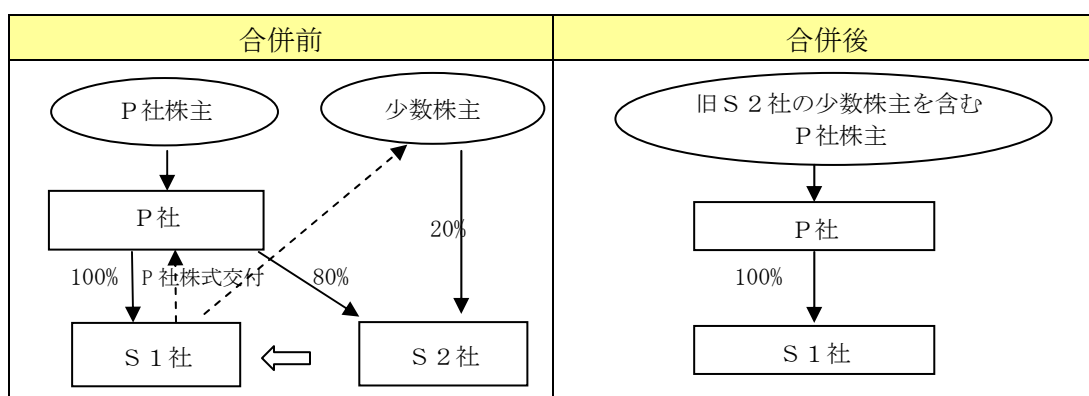 合併前
合併後
Ｐ社株主
少数株主
旧Ｓ２社の少数株主を含む
Ｐ社株主
Ｐ社
Ｐ社
20%
100%
Ｐ社株式交付
80%
100%
Ｓ１社
Ｓ２社
Ｓ１社